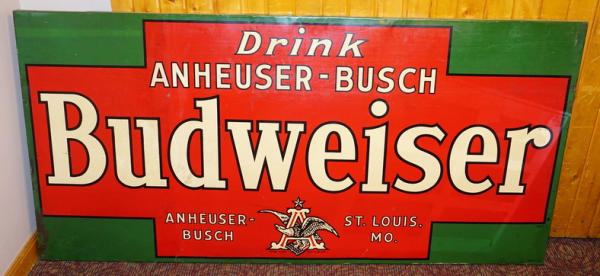 Drink
ANHEUSER-BUSCH
Budweiser
ANHEUSER-
BUSCH
A
ST. LOUIS.
MO.